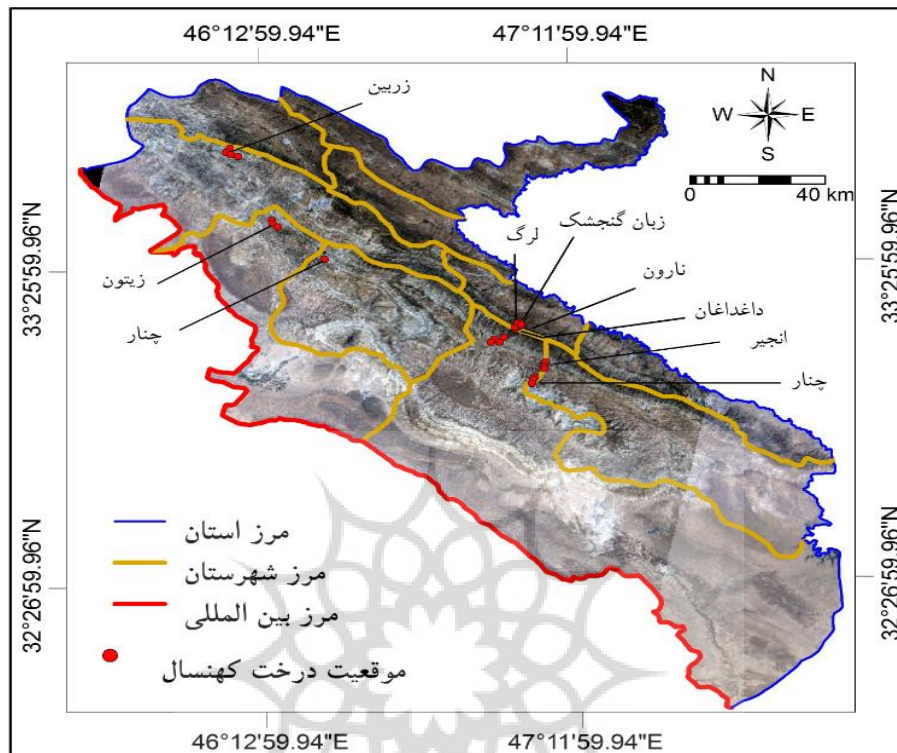 46°12'59.94"E
47°11'59.94"E
N
W
E
S
40 km
0
زربین
زبان گنجشک
لرگ
نارون
داغداغان
انجیر
چنار
زیتون
چنار
33°25'59.96"N
33°25'59.96"N
32°26'59.96"N
32°26'59.96"N
مرز استان
مرز شهرستان
مرز بین المللی
موقعیت درخت کهنسال
46°12'59.94"E
47°11'59.94"E